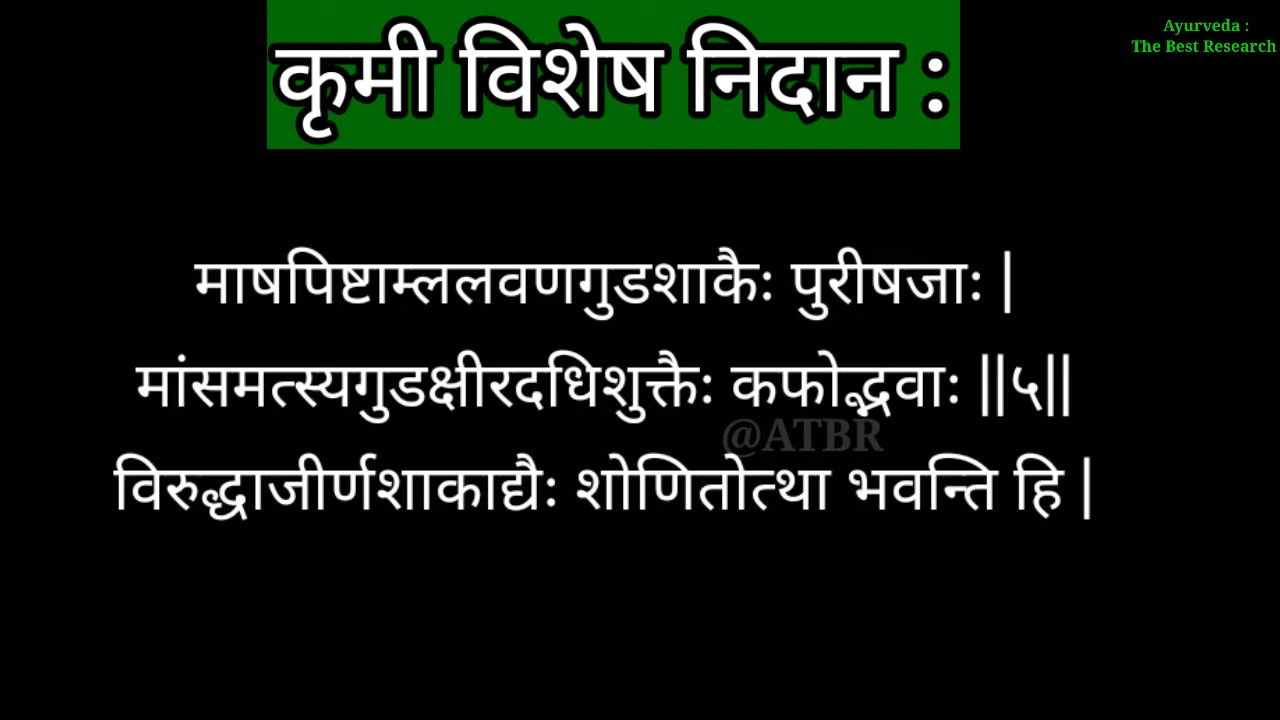 कृमी विशेष निदान :
Ayurveda :
The Best Research
माषपिष्टाम्ललवणगुडशाकैः पुरीषजाः |
मांसमत्स्यगुडक्षीरदधिशुक्तैः कफोद्भवाः ||५||
@ATBR
विरुद्धाजीर्णशाकाद्यैः शोणितोत्था भवन्ति हि |